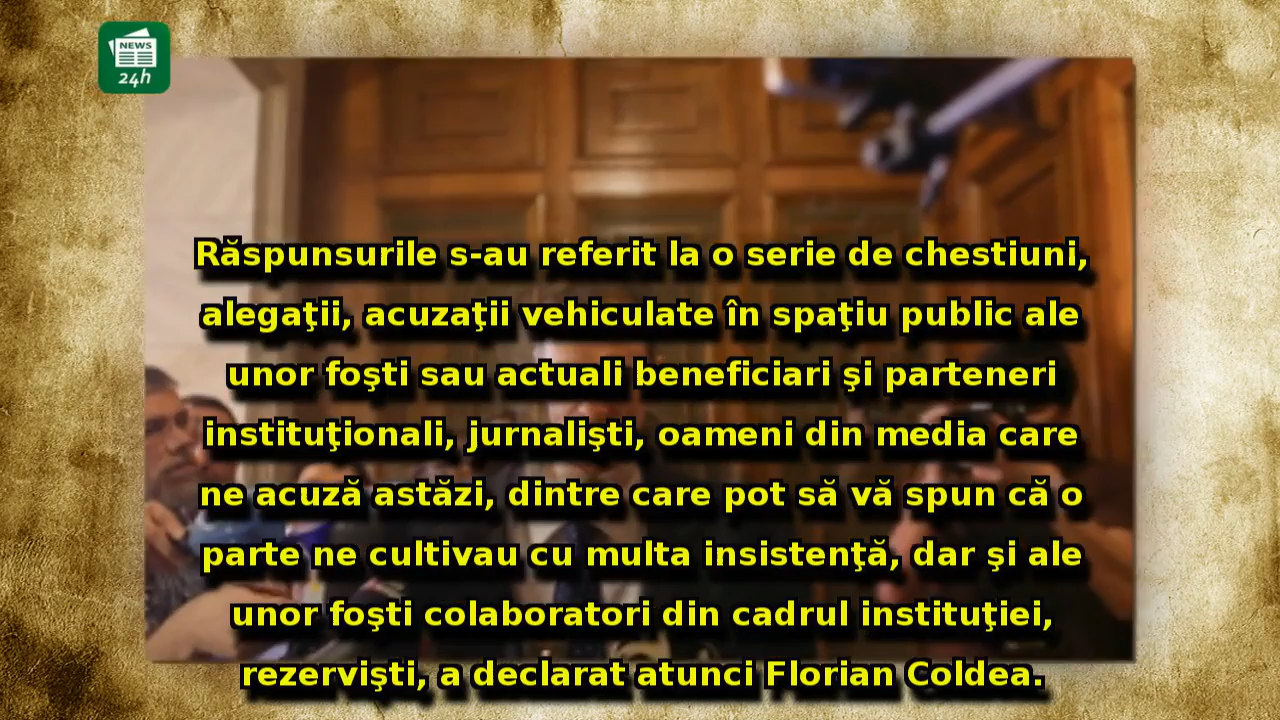 NEWS
24h
Răspunsurile s-au referit la o serie de chestiuni,
alegaţii, acuzaţii vehiculate în spaţiu public ale
unor foşti sau actuali beneficiari şi parteneri
instituţionali, jurnalişti, oameni din media care
ne acuză astăzi, dintre care pot să vă spun că o
parte ne cultivau cu multa insistenţă, dar şi ale
unor foşti colaboratori din cadrul instituţiei,
rezervişti, a declarat atunci Florian Coldea.